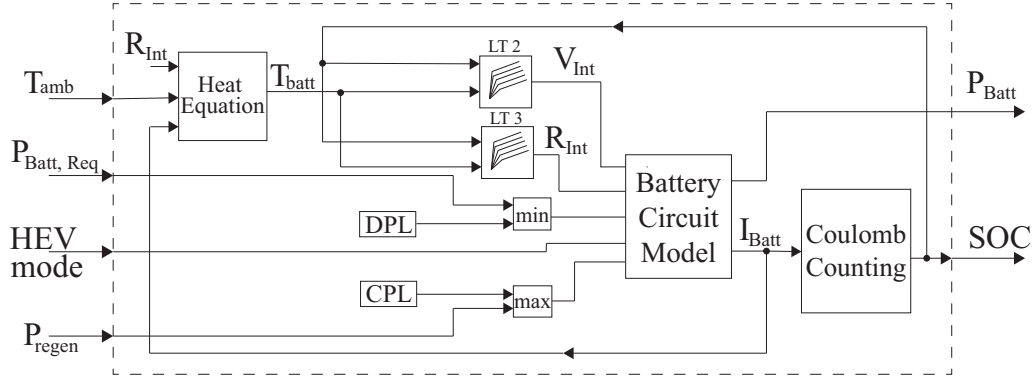 LT 2
R_Int
Heat
Equation
T_batt
V_Int
T_amb
P_Batt
LT 3
R_Int
P_Batt, Req
Battery
Circuit
Model
min
DPL
I_Batt
Coulomb
Counting
SOC
HEV
mode
CPL
max
P_regen